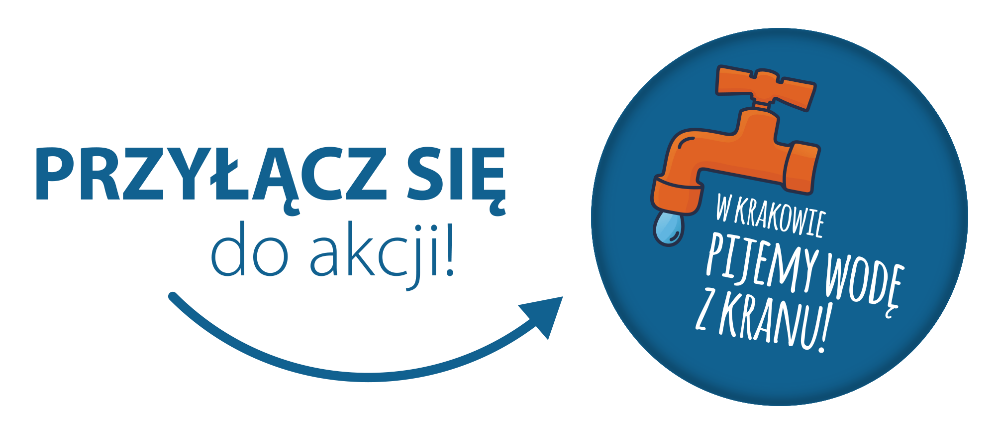 PRZYŁĄCZ SIĘ
do akcji!
W KRAKOWIE
PIJEMY WODĘ
Z KRANU!